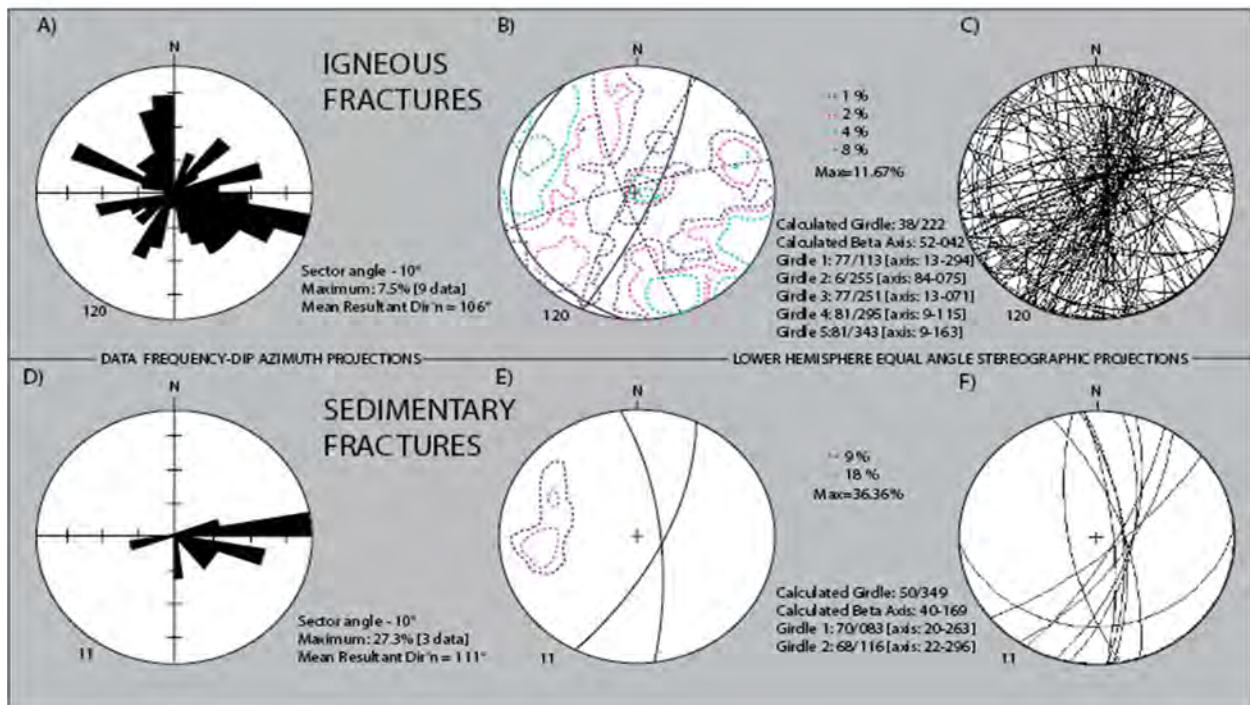 A)
N
IGNEOUS
FRACTURES
120
Sector angle - 10°
Maximum: 7.5% [9 data]
Mean Resultant Dir'n = 106°
B)
N
120
1 %
2 %
4 %
8 %
Max=11.67%
Calculated Girdle: 38/222
Calculated Beta Axis: 52-042
Girdle 1: 77/113 [axis: 13-294]
Girdle 2: 6/255 [axis: 84-075]
Girdle 3: 77/251 [axis: 13-071]
Girdle 4: 81/295 [axis: 9-115]
Girdle 5:81/343 [axis: 9-163]
C)
N
120
DATA FREQUENCY-DIP AZIMUTH PROJECTIONS
LOWER HEMISPHERE EQUAL ANGLE STEREOGRAPHIC PROJECTIONS
D)
N
SEDIMENTARY
FRACTURES
11
Sector angle - 10°
Maximum: 27.3% [3 data]
Mean Resultant Dir'n = 111°
E)
N
11
9 %
18 %
Max=36.36%
Calculated Girdle: 50/349
Calculated Beta Axis: 40-169
Girdle 1: 70/083 [axis: 20-263]
Girdle 2: 68/116 [axis: 22-296]
F)
N
11